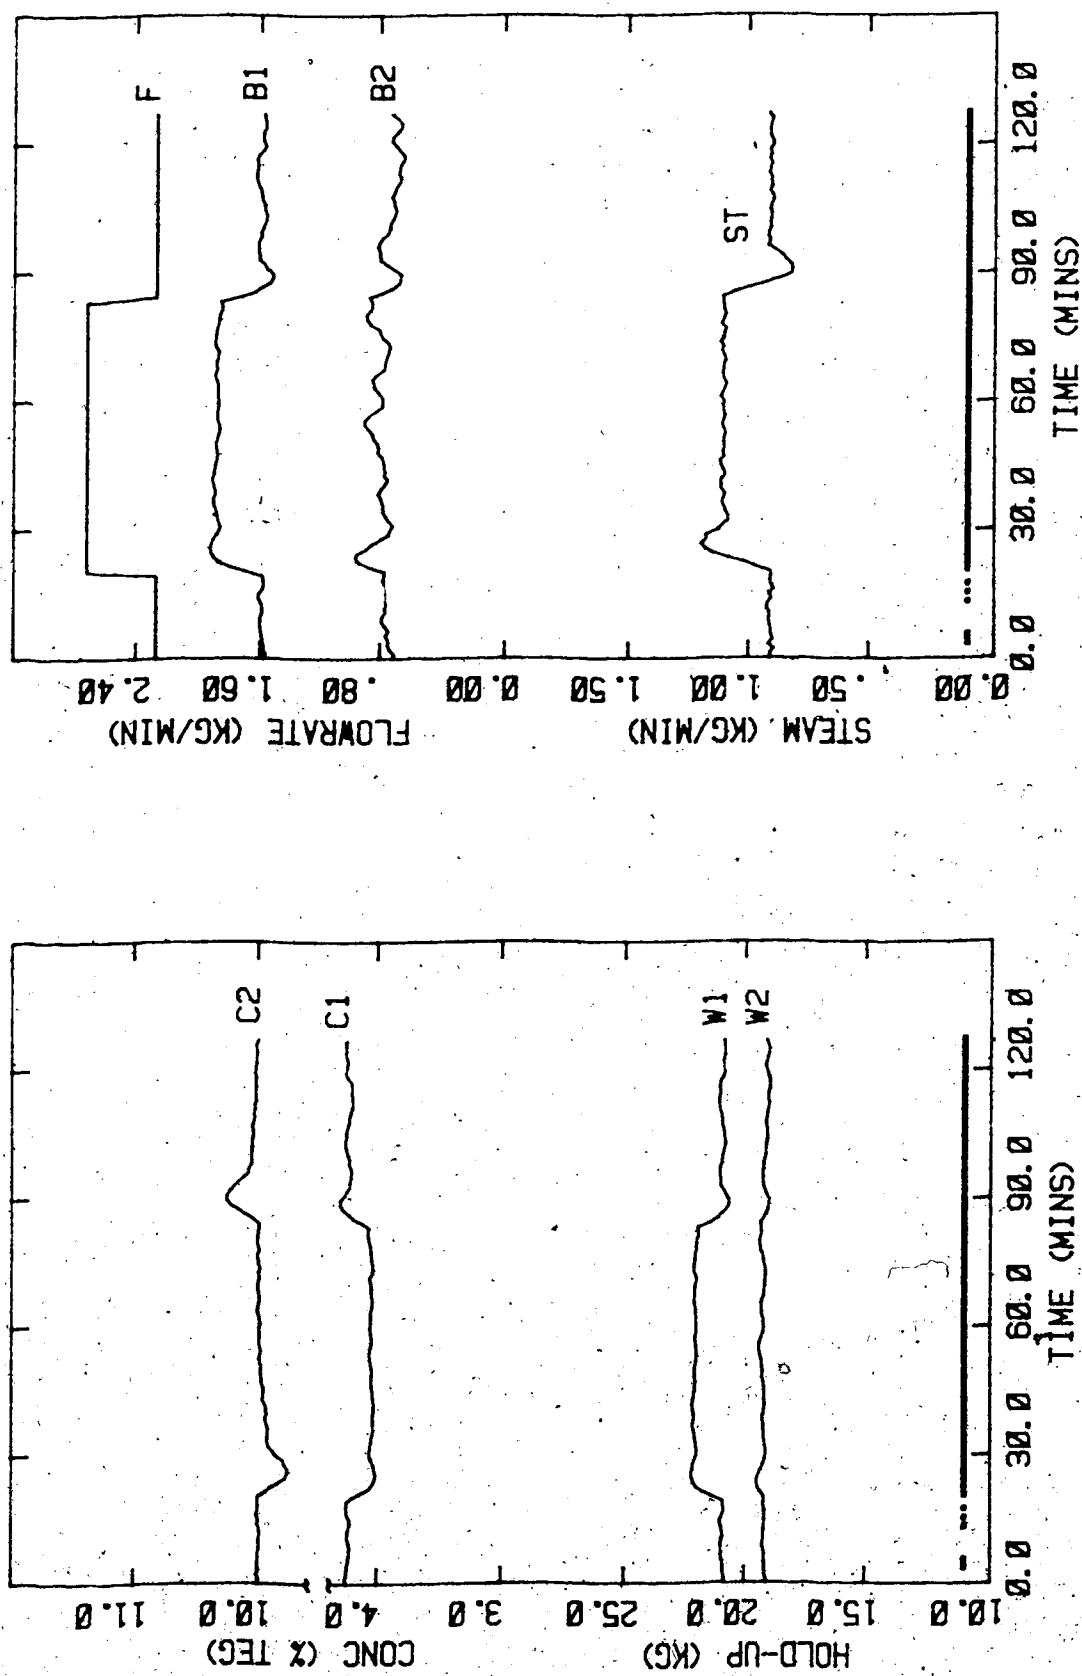 F
B1
B2
ST
2.40
1.60
.80
0.00
FLOWRATE (KG/MIN)
1.50
1.00
.50
0.00
STEAM (KG/MIN)
0.0 30.0 60.0 90.0 120.0
TIME (MINS)
C2
C1
W1
W2
11.0
10.0
4.0
3.0
CONC (% TEG)
25.0
20.0
15.0
10.0
HOLD-UP (KG)
0.0 30.0 60.0 90.0 120.0
TIME (MINS)